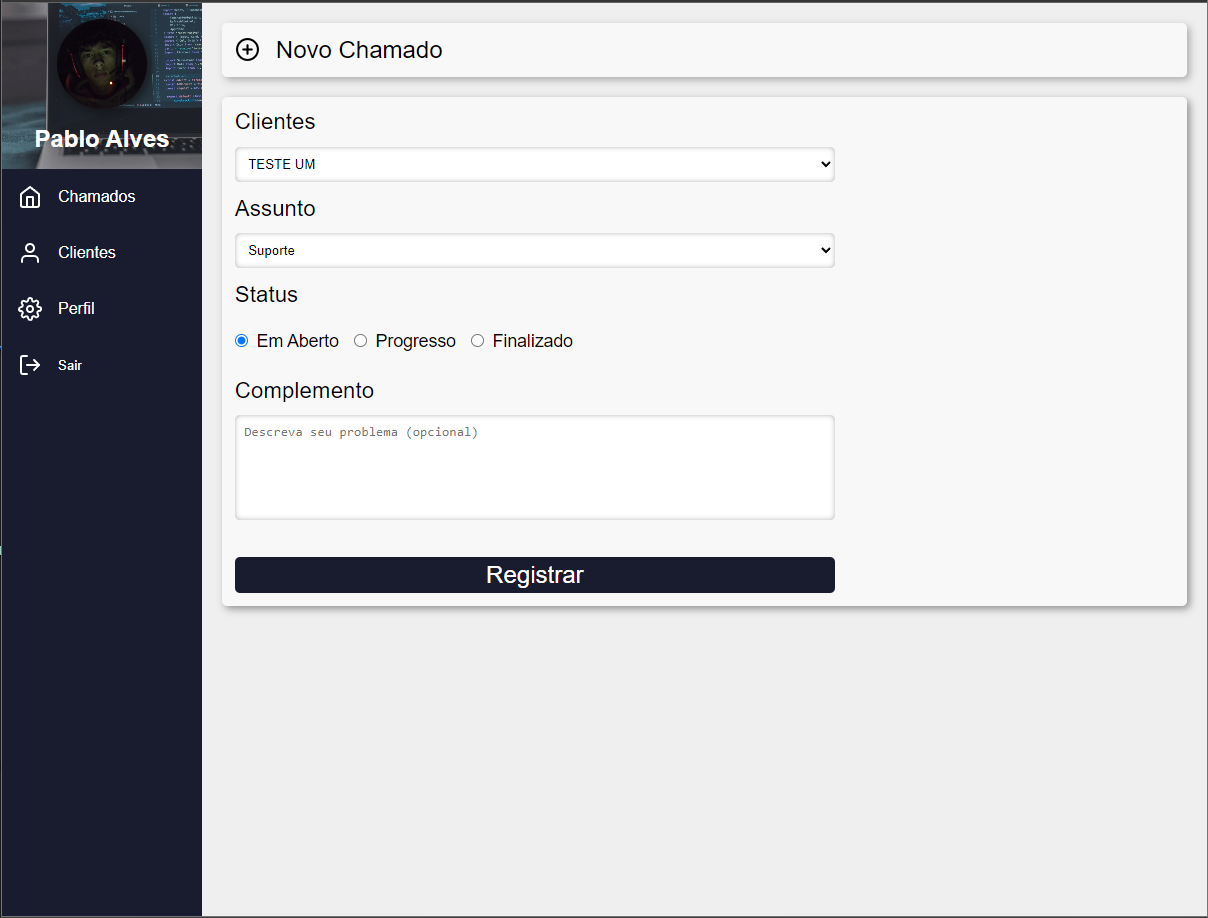 Pablo Alves
Chamados
Clientes
Perfil
Sair
Novo Chamado
Clientes
TESTE UM
Assunto
Suporte
Status
Em Aberto Progresso Finalizado
Complemento
Descreva seu problema (opcional)
Registrar